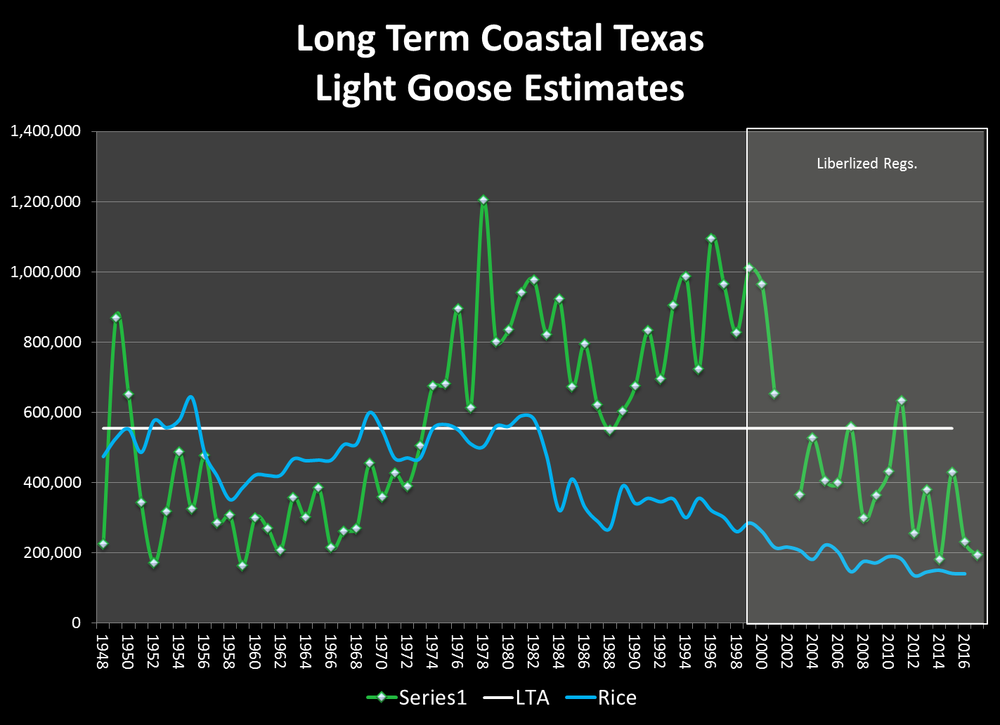 Long Term Coastal Texas
Light Goose Estimates
1,400,000
1,200,000
1,000,000
800,000
600,000
400,000
200,000
0
Liberlized Regs.
1948 1950 1952 1954 1956 1958 1960 1962 1964 1966 1968 1970 1972 1974 1976 1978 1980 1982 1984 1986 1988 1990 1992 1994 1996 1998 2000 2002 2004 2006 2008 2010 2012 2014 2016
Series1 LTA Rice